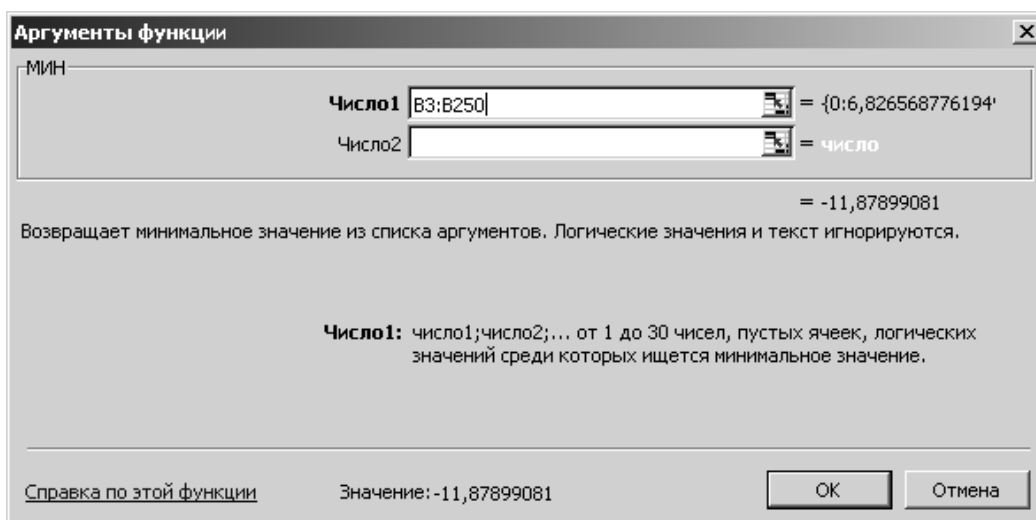 Аргументы функции
МИН
Число1 B3:B250 = {0:6,826568776194'
Число2 = число
= -11,87899081
Возвращает минимальное значение из списка аргументов. Логические значения и текст игнорируются.
Число1: число1;число2;... от 1 до 30 чисел, пустых ячеек, логических
значений среди которых ищется минимальное значение.
Справка по этой функции Значение:-11,87899081 ОК Отмена